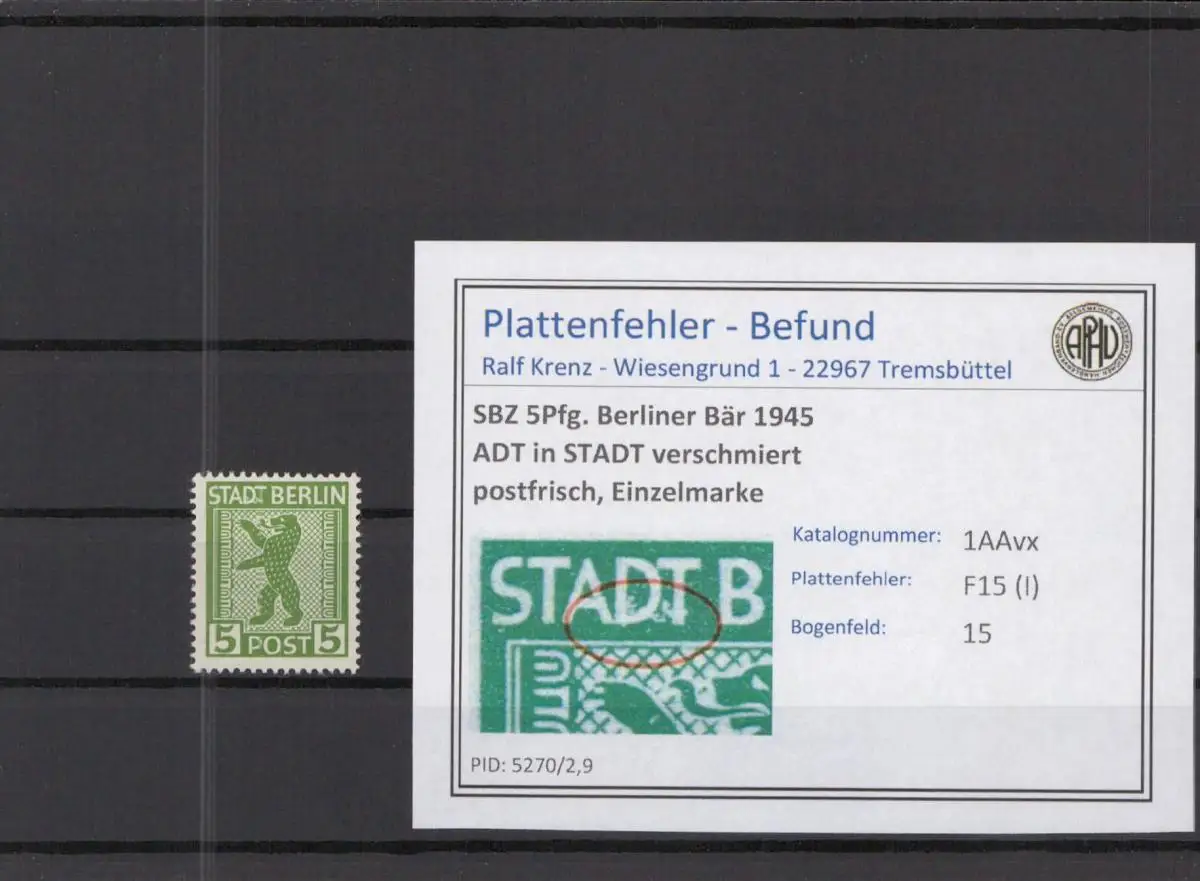 STADT BERLIN
5 POST 5
Plattenfehler - Befund
Ralf Krenz - Wiesengrund 1 - 22967 Tremsbüttel
APHV
SBZ 5Pfg. Berliner Bär 1945
ADT in STADT verschmiert
postfrisch, Einzelmarke
STADT B
Katalognummer: 1AAvx
Plattenfehler: F15 (I)
Bogenfeld: 15
PID: 5270/2,9